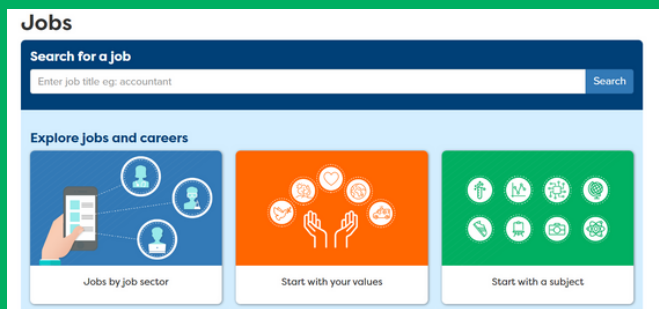 Jobs
Search for a job
Enter job title eg: accountant
Search
Explore jobs and careers
Jobs by job sector
Start with your values
Start with a subject